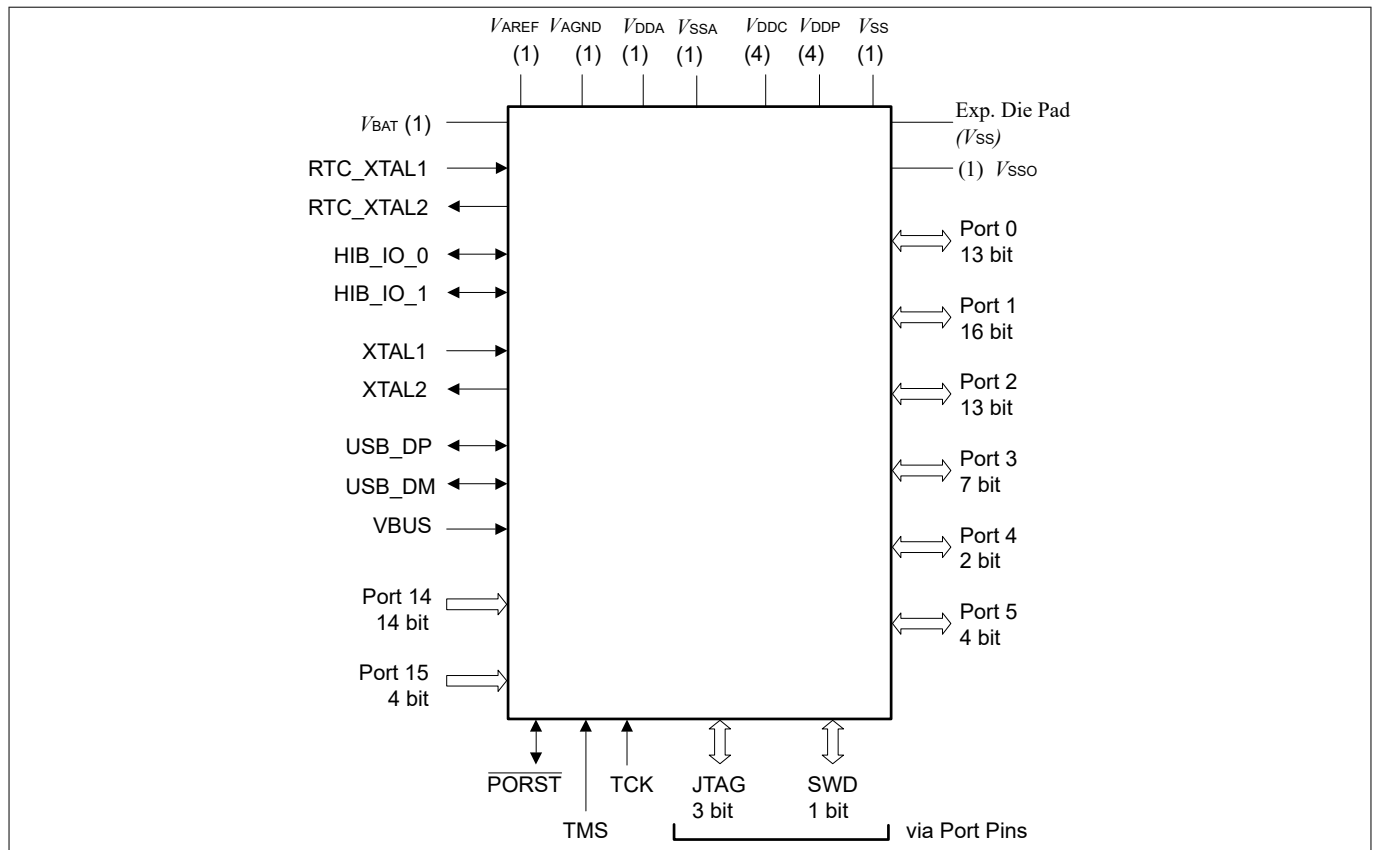 VAREF VAGND VDDA VSSA VDDC VDDP VSS
(1) (1) (1) (1) (4) (4) (1)
VBAT (1)
RTC_XTAL1
RTC_XTAL2
HIB_IO_0
HIB_IO_1
XTAL1
XTAL2
USB_DP
USB_DM
VBUS
Port 14
14 bit
Port 15
4 bit
Exp. Die Pad
(VSS)
(1) VSSO
Port 0
13 bit
Port 1
16 bit
Port 2
13 bit
Port 3
7 bit
Port 4
2 bit
Port 5
4 bit
PORST
TMS
TCK
JTAG
3 bit
SWD
1 bit
via Port Pins